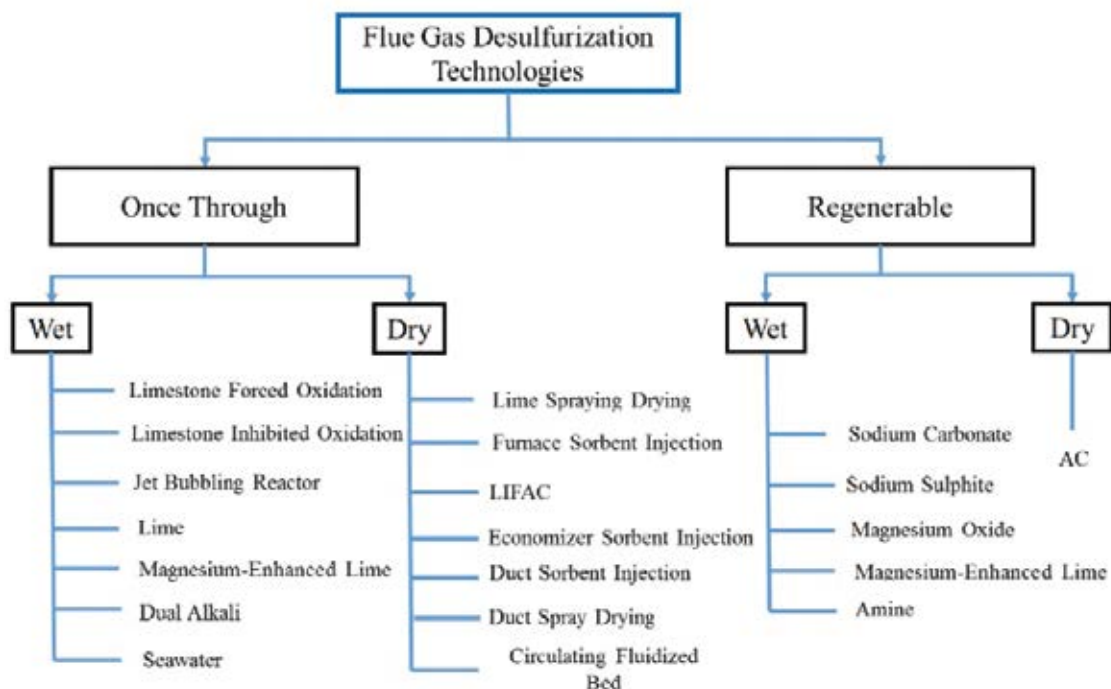 Flue Gas Desulfurization
Technologies
Once Through
Regenerable
Wet
Dry
Wet
Dry
Limestone Forced Oxidation
Limestone Inhibited Oxidation
Jet Bubbling Reactor
Lime
Magnesium-Enhanced Lime
Dual Alkali
Seawater
Lime Spraying Drying
Furnace Sorbent Injection
LIFAC
Economizer Sorbent Injection
Duct Sorbent Injection
Duct Spray Drying
Circulating Fluidized
Bed
Sodium Carbonate
Sodium Sulphite
Magnesium Oxide
Magnesium-Enhanced Lime
Amine
AC